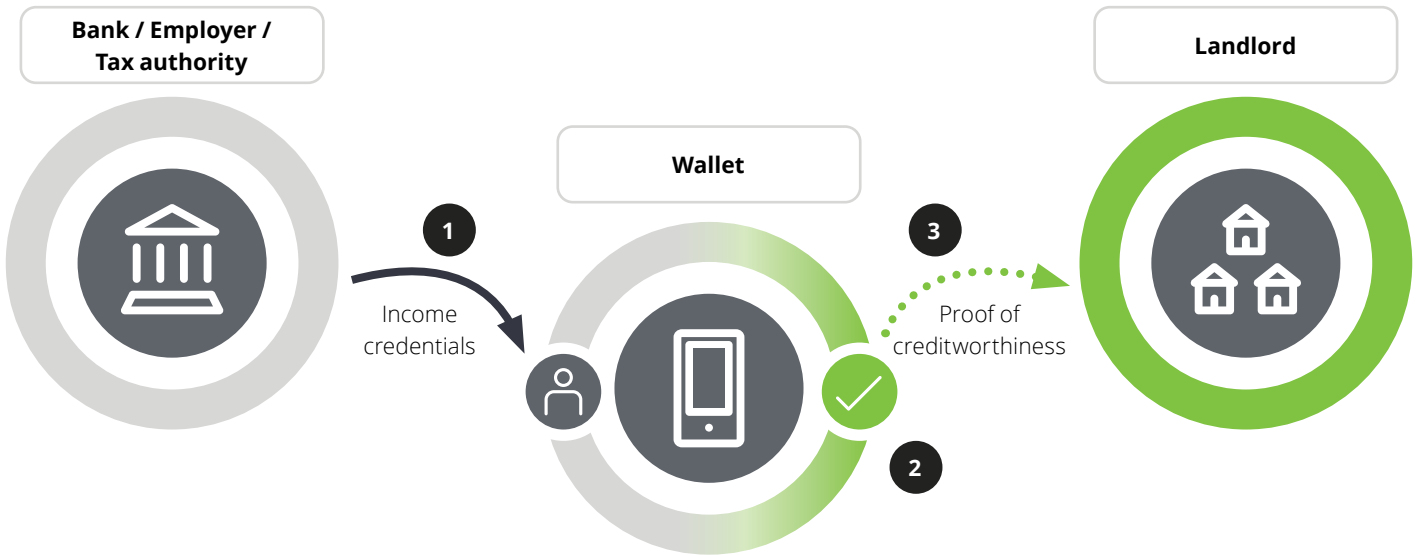 Bank / Employer /
Tax authority
Landlord
Wallet
1
3
Income
credentials
Proof of
creditworthiness
2